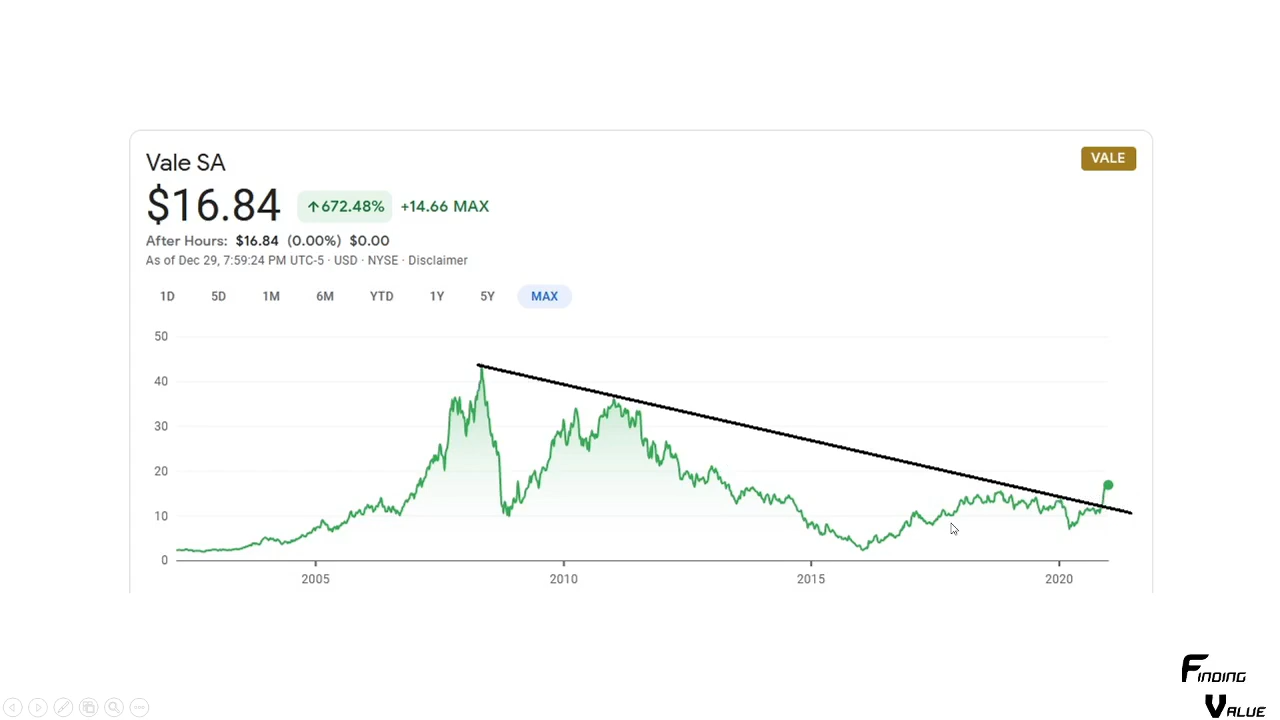 Vale SA
VALE
$16.84 ↑672.48% +14.66 MAX
After Hours: $16.84 (0.00%) $0.00
As of Dec 29, 7:59:24 PM UTC-5 · USD · NYSE · Disclaimer
1D 5D 1M 6M YTD 1Y 5Y MAX
50
40
30
20
10
0
2005 2010 2015 2020
Finding
Value